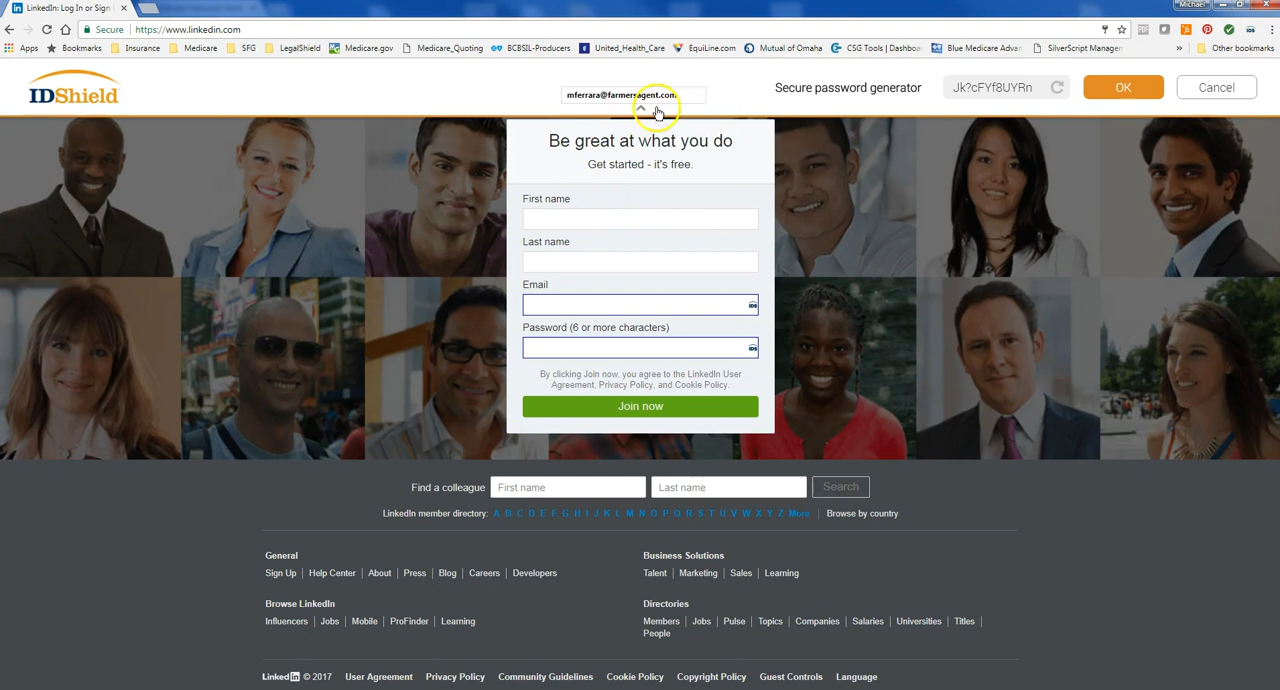 LinkedIn: Log In or Sign
Michael
Secure
https://www.linkedin.com
Apps
Bookmarks
Insurance
Medicare
SFG
LegalShield
Medicare.gov
Medicare_Quoting
BCBSIL-Producers
United_Health_Care
EquiLine.com
Mutual of Omaha
CSG Tools | Dashboa
Blue Medicare Advan
SilverScript Manager
»
Other bookmarks
IDShield
mferrara@farmersagent.com
Secure password generator
Jk?cFYf8UYRn
OK
Cancel
Be great at what you do
Get started - it's free.
First name
Last name
Email
IDS
Password (6 or more characters)
IDS
By clicking Join now, you agree to the LinkedIn User
Agreement, Privacy Policy, and Cookie Policy.
Join now
Find a colleague First name Last name Search
LinkedIn member directory: A B C D E F G H I J K L M N O P Q R S T U V W X Y Z More | Browse by country
General
Sign Up | Help Center | About | Press | Blog | Careers | Developers
Business Solutions
Talent | Marketing | Sales | Learning
Browse LinkedIn
Influencers | Jobs | Mobile | ProFinder | Learning
Directories
Members | Jobs | Pulse | Topics | Companies | Salaries | Universities | Titles |
People
LinkedIn © 2017 User Agreement Privacy Policy Community Guidelines Cookie Policy Copyright Policy Guest Controls Language